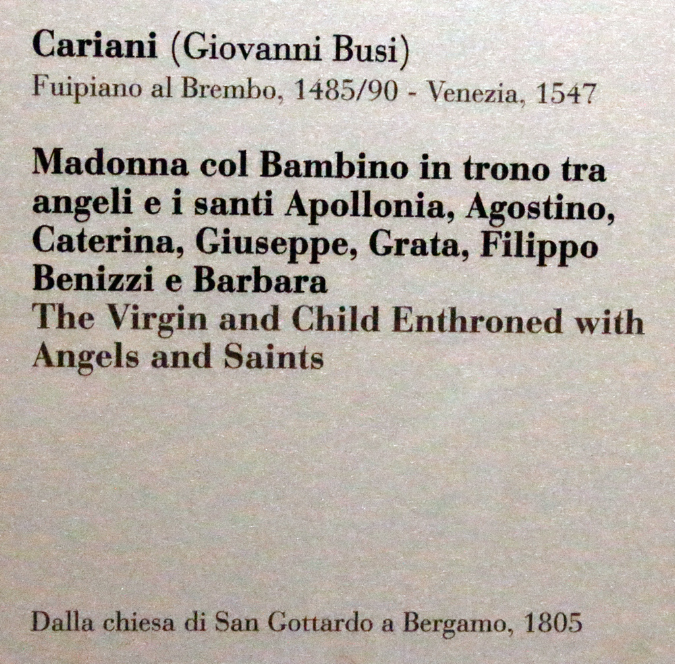 Cariani (Giovanni Busi)
Fuipiano al Brembo, 1485/90 - Venezia, 1547
Madonna col Bambino in trono tra
angeli e i santi Apollonia, Agostino,
Caterina, Giuseppe, Grata, Filippo
Benizzi e Barbara
The Virgin and Child Enthroned with
Angels and Saints
Dalla chiesa di San Gottardo a Bergamo, 1805